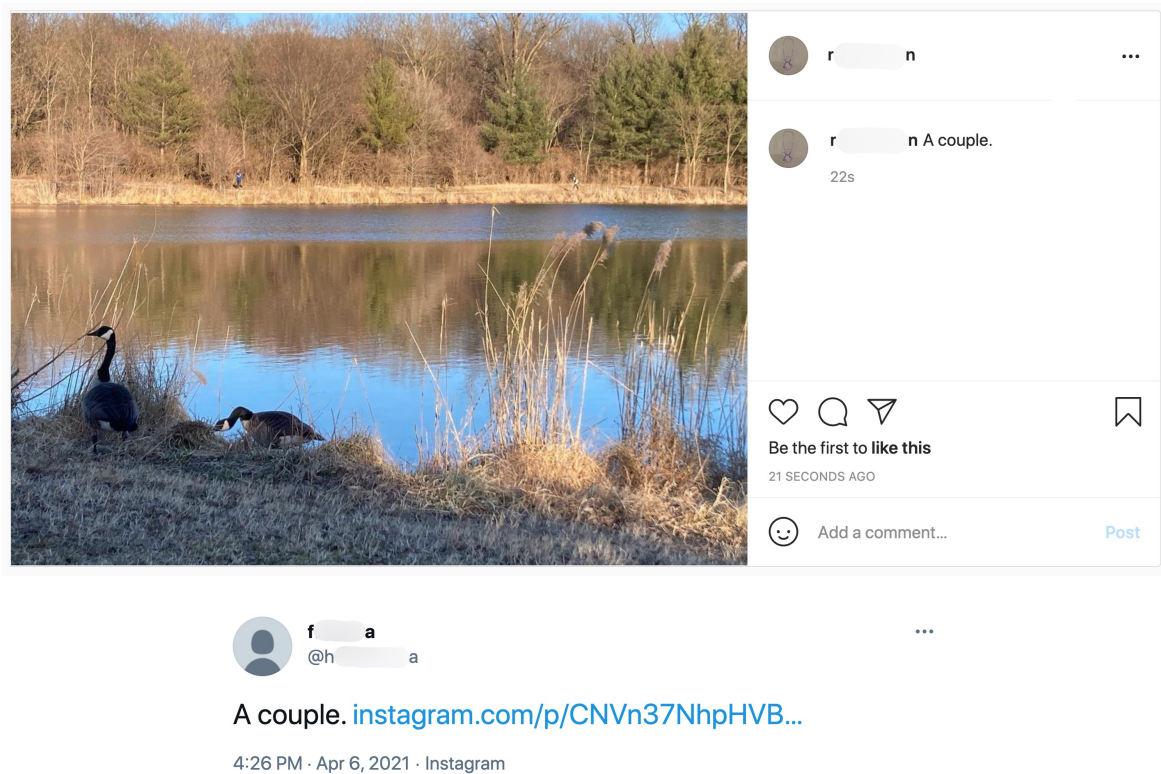 r n
r n A couple.
22s
Be the first to like this
21 SECONDS AGO
Add a comment...
Post
f a
@h a
A couple. instagram.com/p/CNVn37NhpHVB...
4:26 PM · Apr 6, 2021 · Instagram